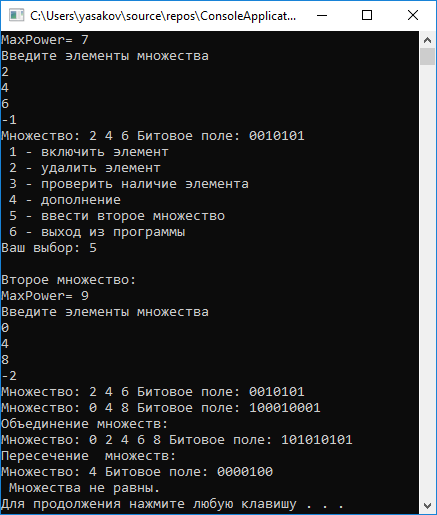 C:\Users\yasakov\source\repos\ConsoleApplicat...
MaxPower= 7
Введите элементы множества
2
4
6
-1
Множество: 2 4 6 Битовое поле: 0010101
1 - включить элемент
2 - удалить элемент
3 - проверить наличие элемента
4 - дополнение
5 - ввести второе множество
6 - выход из программы
Ваш выбор: 5
Второе множество:
MaxPower= 9
Введите элементы множества
0
4
8
-2
Множество: 2 4 6 Битовое поле: 0010101
Множество: 0 4 8 Битовое поле: 100010001
Объединение множеств:
Множество: 0 2 4 6 8 Битовое поле: 101010101
Пересечение  множеств:
Множество: 4 Битовое поле: 0000100
Множества не равны.
Для продолжения нажмите любую клавишу . . .